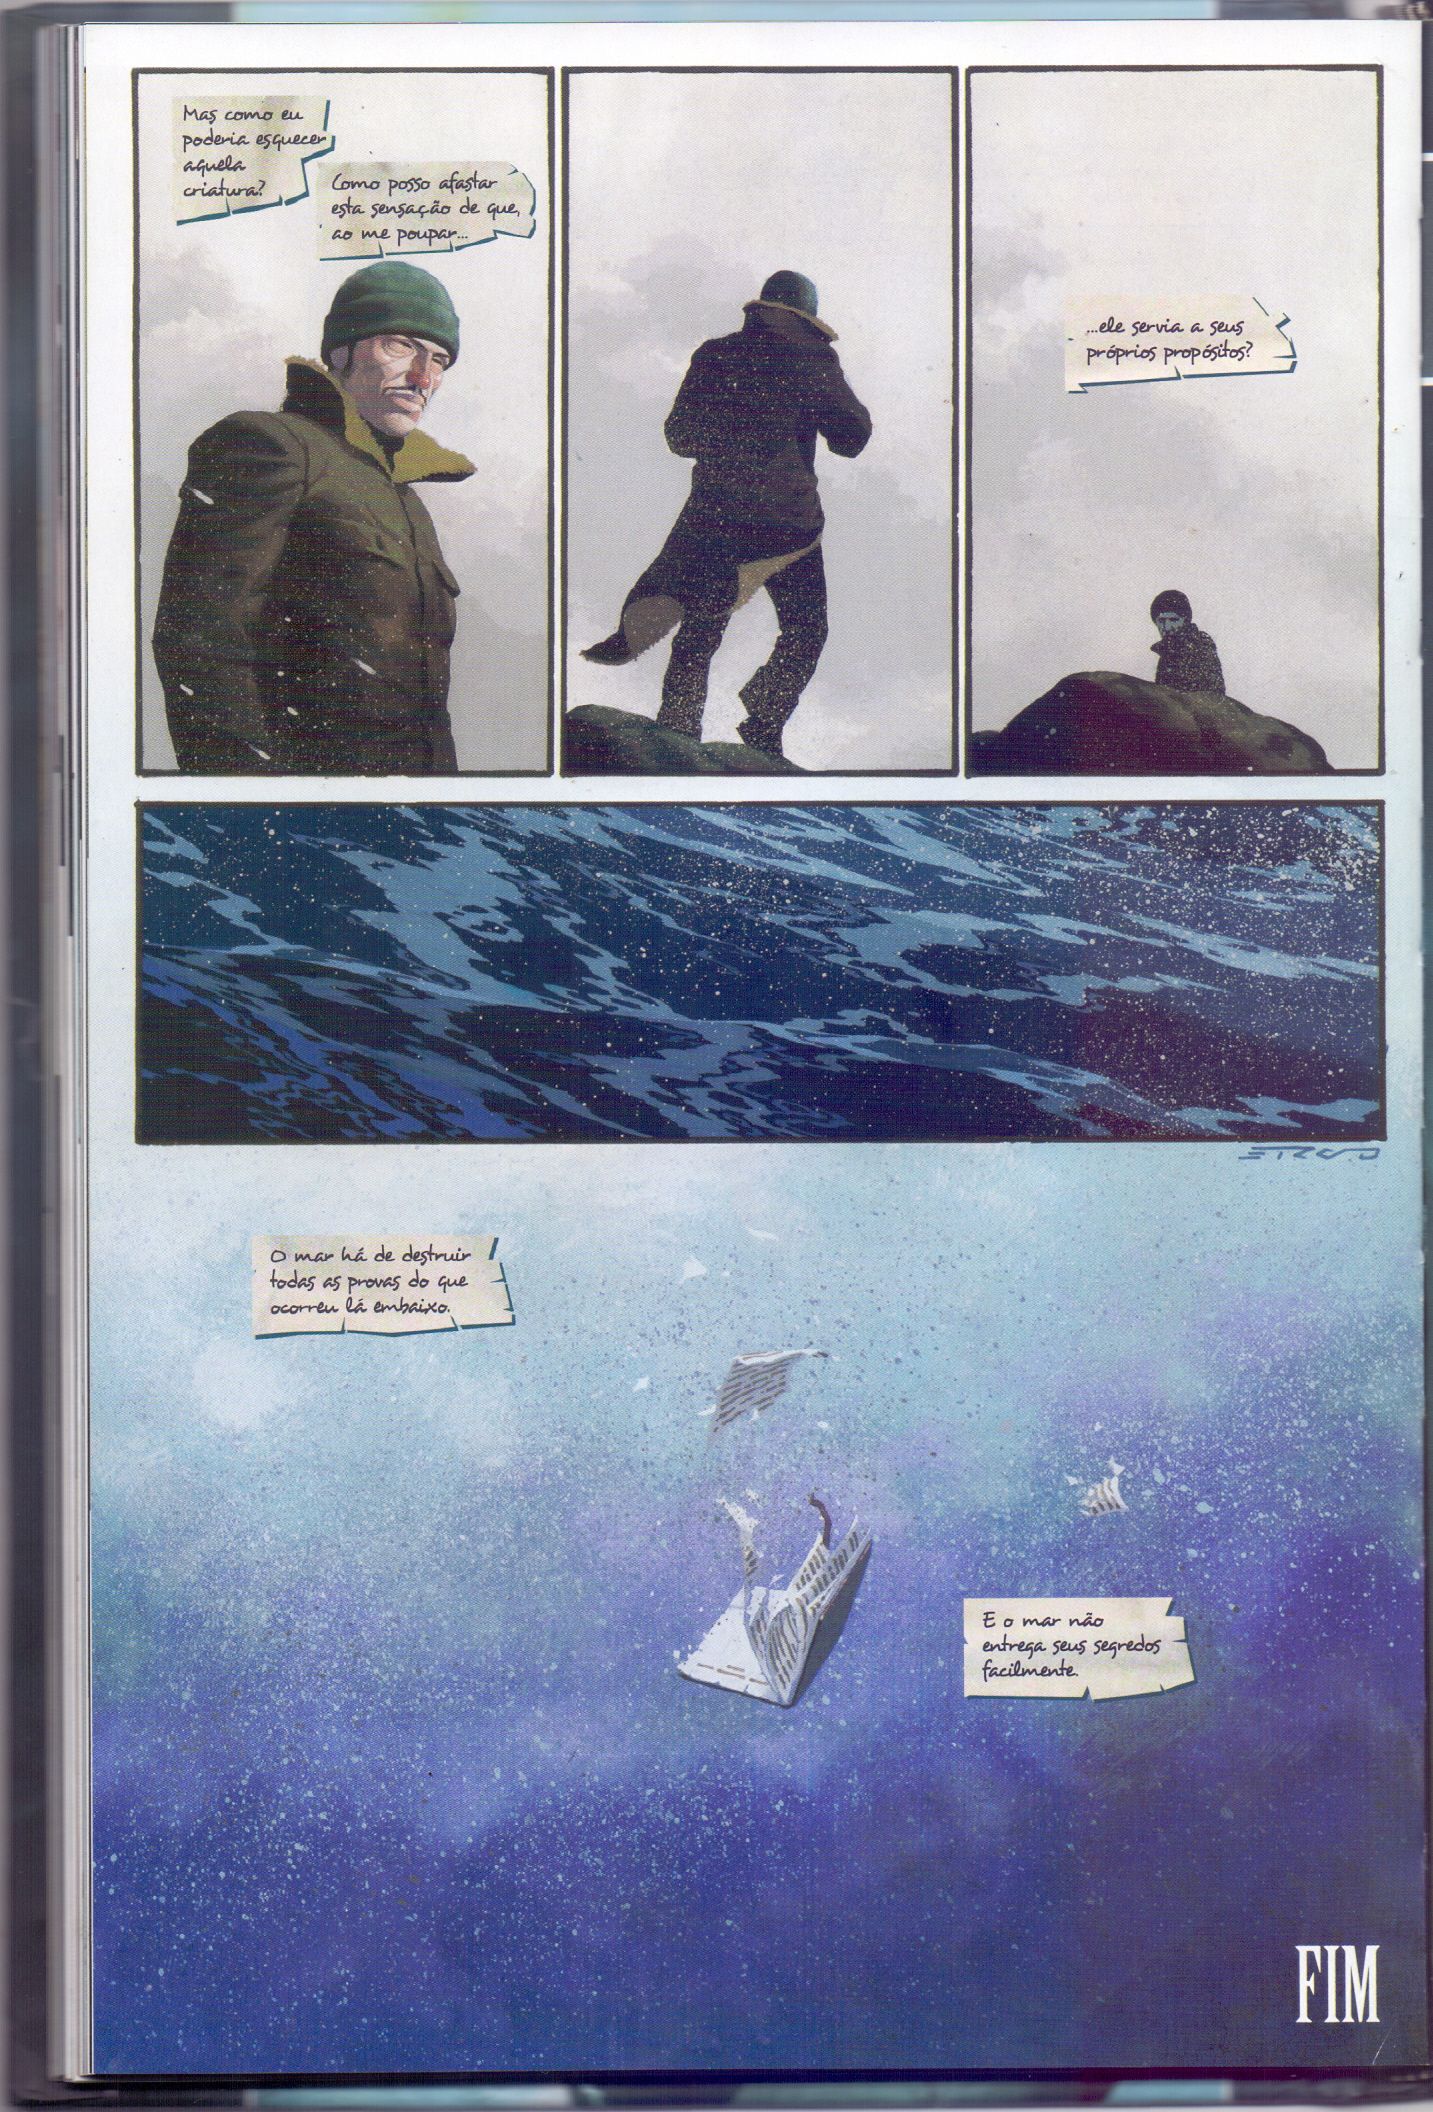 Mas como eu
poderia esquecer
aquela
criatura?
Como posso afastar
esta sensação de que,
ao me poupar...
...ele servia a seus
próprios propósitos?
O mar há de destruir
todas as provas do que
ocorreu lá embaixo.
E o mar não
entrega seus segredos
facilmente.
FIM